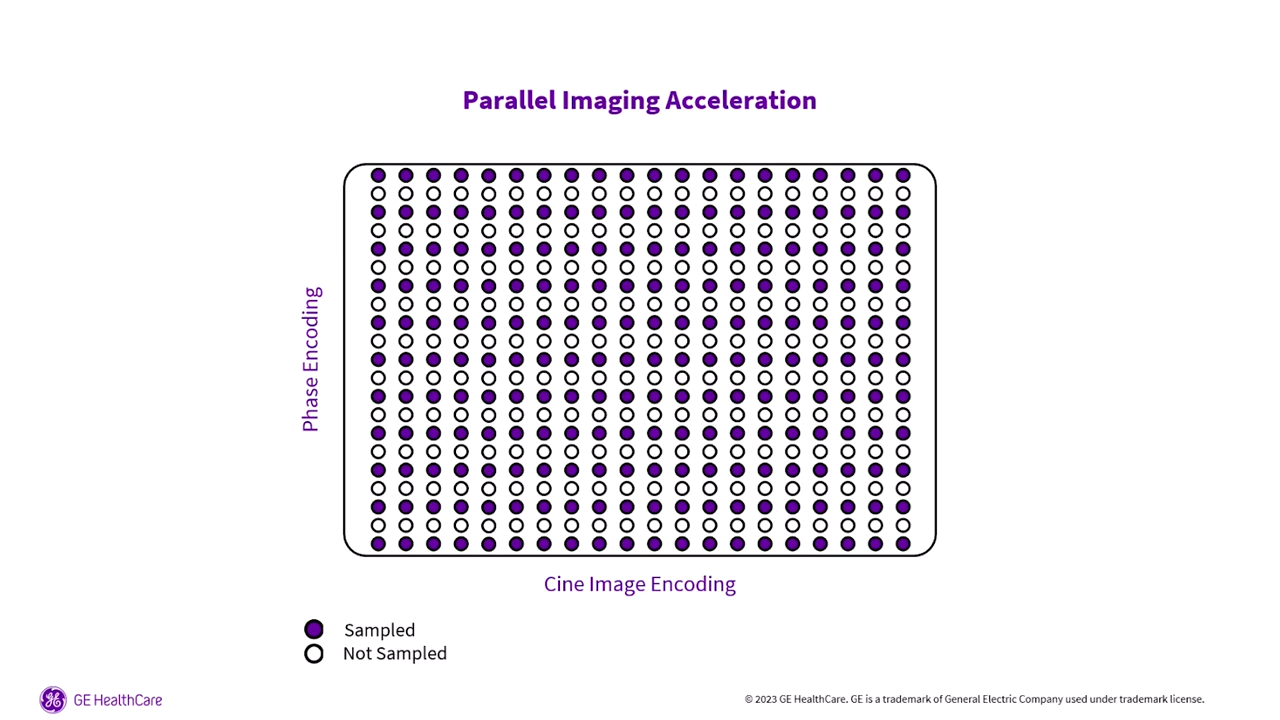 Parallel Imaging Acceleration
Phase Encoding
Cine Image Encoding
Sampled
Not Sampled
GE HealthCare
© 2023 GE HealthCare. GE is a trademark of General Electric Company used under trademark license.